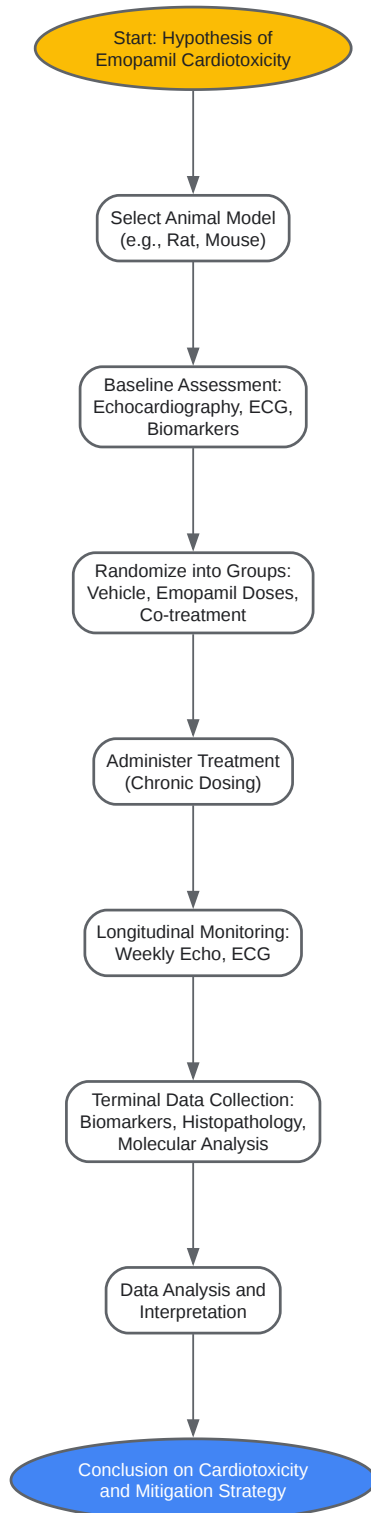 Start: Hypothesis of
Emopamil Cardiotoxicity
Select Animal Model
(e.g., Rat, Mouse)
Baseline Assessment:
Echocardiography, ECG,
Biomarkers
Randomize into Groups:
Vehicle, Emopamil Doses,
Co-treatment
Administer Treatment
(Chronic Dosing)
Longitudinal Monitoring:
Weekly Echo, ECG
Terminal Data Collection:
Biomarkers, Histopathology,
Molecular Analysis
Data Analysis and
Interpretation
Conclusion on Cardiotoxicity
and Mitigation Strategy